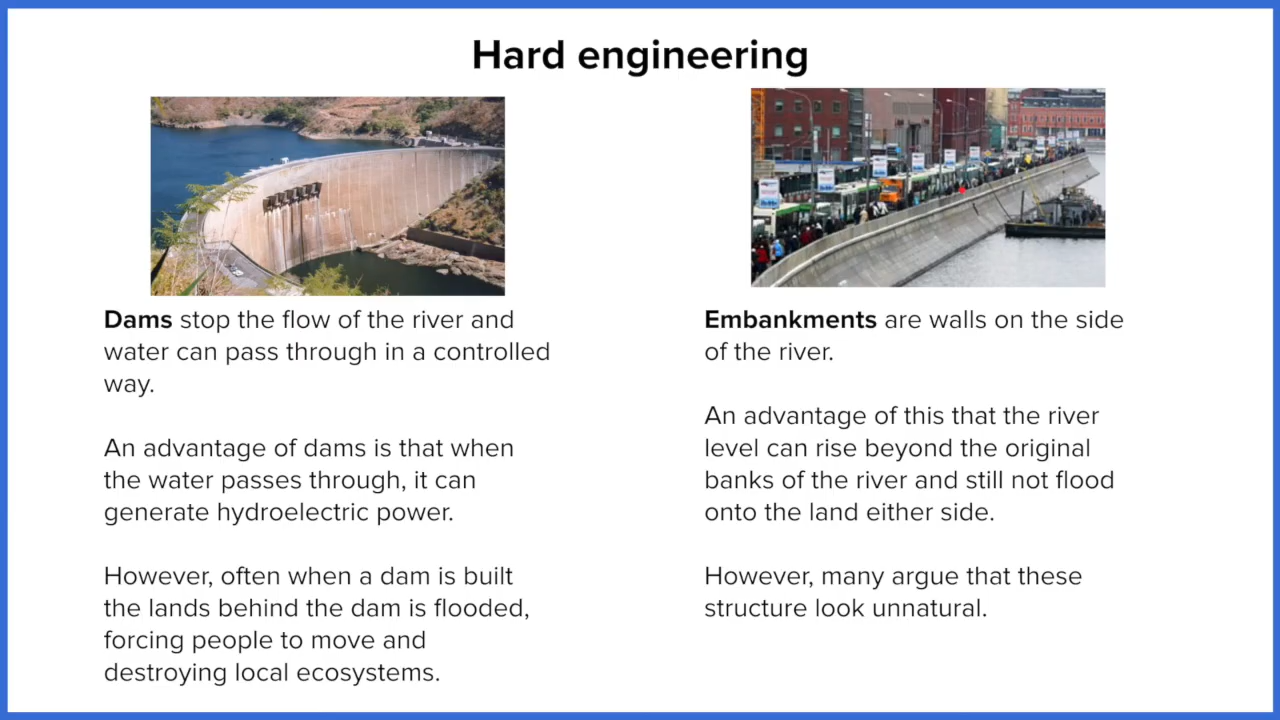 Hard engineering
Dams stop the flow of the river and
water can pass through in a controlled
way.
An advantage of dams is that when
the water passes through, it can
generate hydroelectric power.
However, often when a dam is built
the lands behind the dam is flooded,
forcing people to move and
destroying local ecosystems.
Embankments are walls on the side
of the river.
An advantage of this that the river
level can rise beyond the original
banks of the river and still not flood
onto the land either side.
However, many argue that these
structure look unnatural.